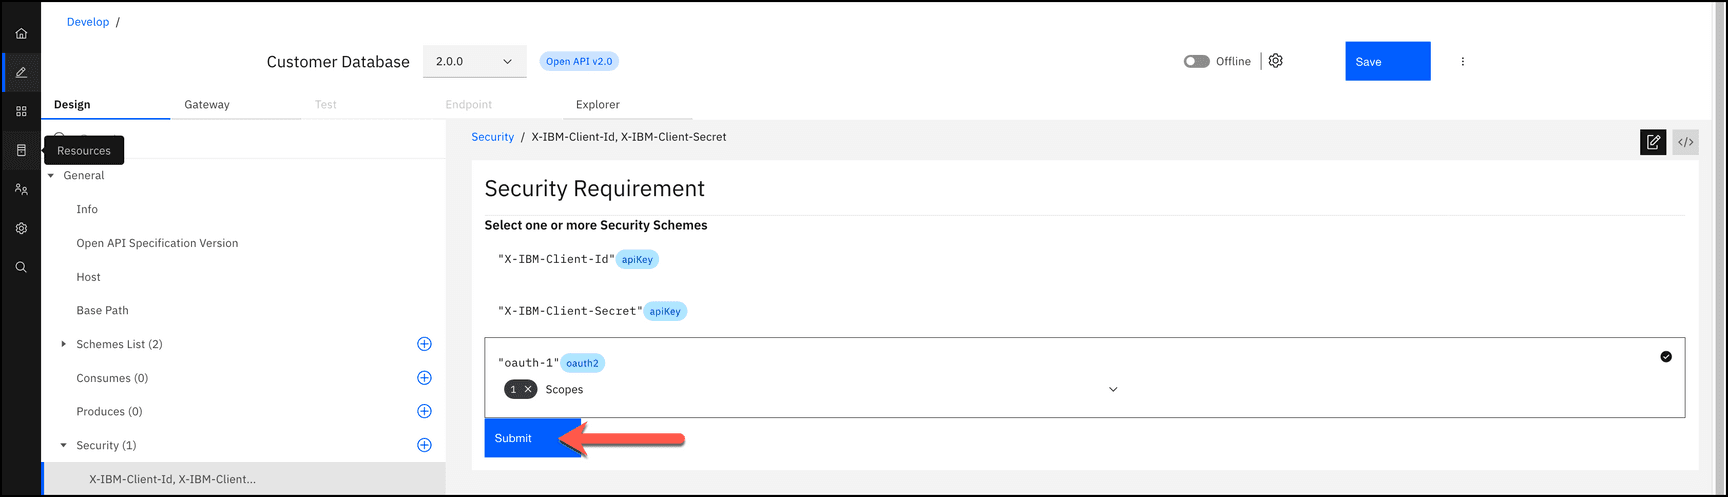 Develop /
Customer Database 2.0.0 Open API v2.0 Offline Save
Design Gateway Test Endpoint Explorer
Resources
Security / X-IBM-Client-Id, X-IBM-Client-Secret
</>
General
Info
Open API Specification Version
Host
Base Path
Schemes List (2)
Consumes (0)
Produces (0)
Security (1)
X-IBM-Client-Id, X-IBM-Client...
Security Requirement
Select one or more Security Schemes
"X-IBM-Client-Id" apiKey
"X-IBM-Client-Secret" apiKey
"oauth-1" oauth2
1 × Scopes
Submit